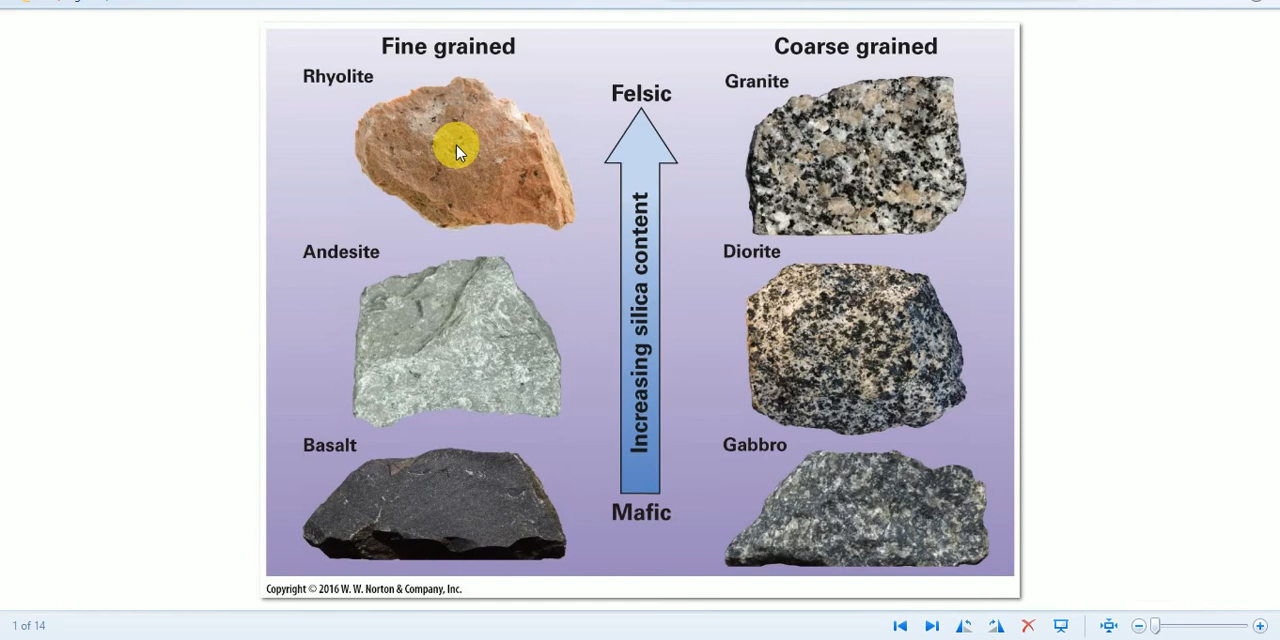 Fine grained
Coarse grained
Rhyolite
Felsic
Granite
Andesite
Increasing silica content
Diorite
Basalt
Gabbro
Mafic
Copyright © 2016 W. W. Norton & Company, Inc.
1 of 14